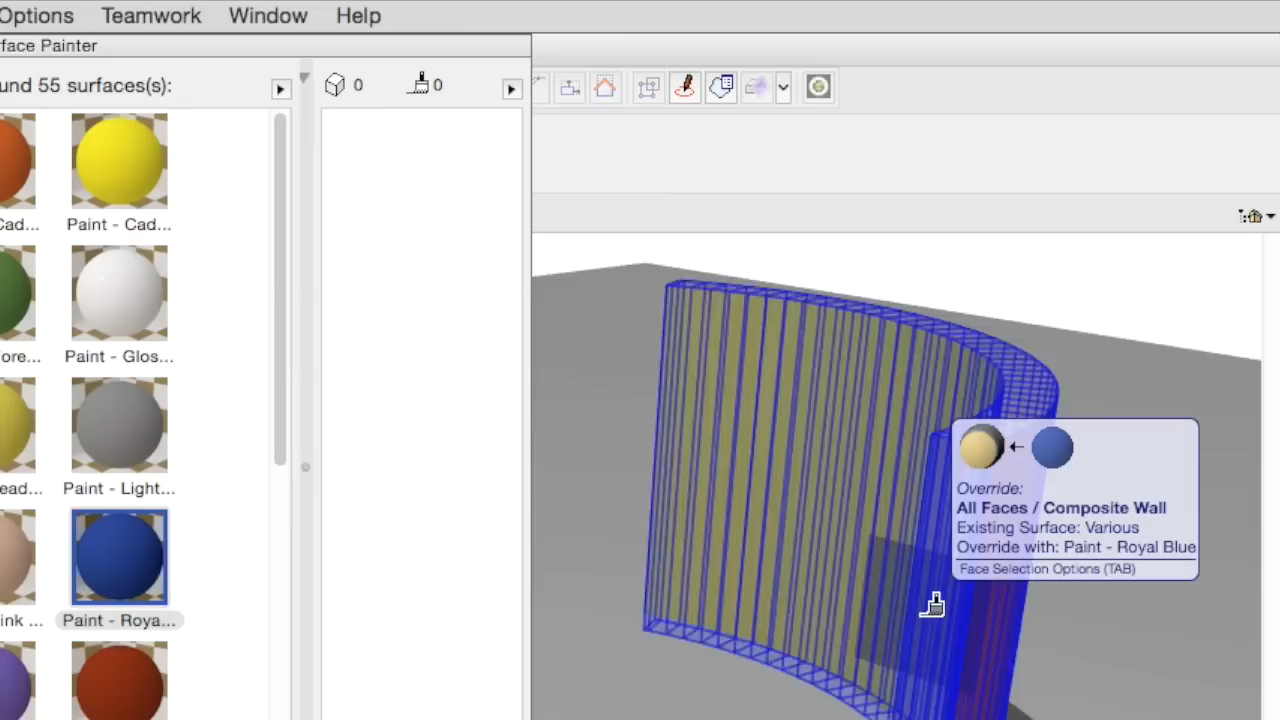 Options Teamwork Window Help
face Painter
und 55 surfaces(s):
0
0
Cad...
Paint - Cad...
ore...
Paint - Glos...
ead...
Paint - Light...
ink ...
Paint - Roya...
Override:
All Faces / Composite Wall
Existing Surface: Various
Override with: Paint - Royal Blue
Face Selection Options (TAB)